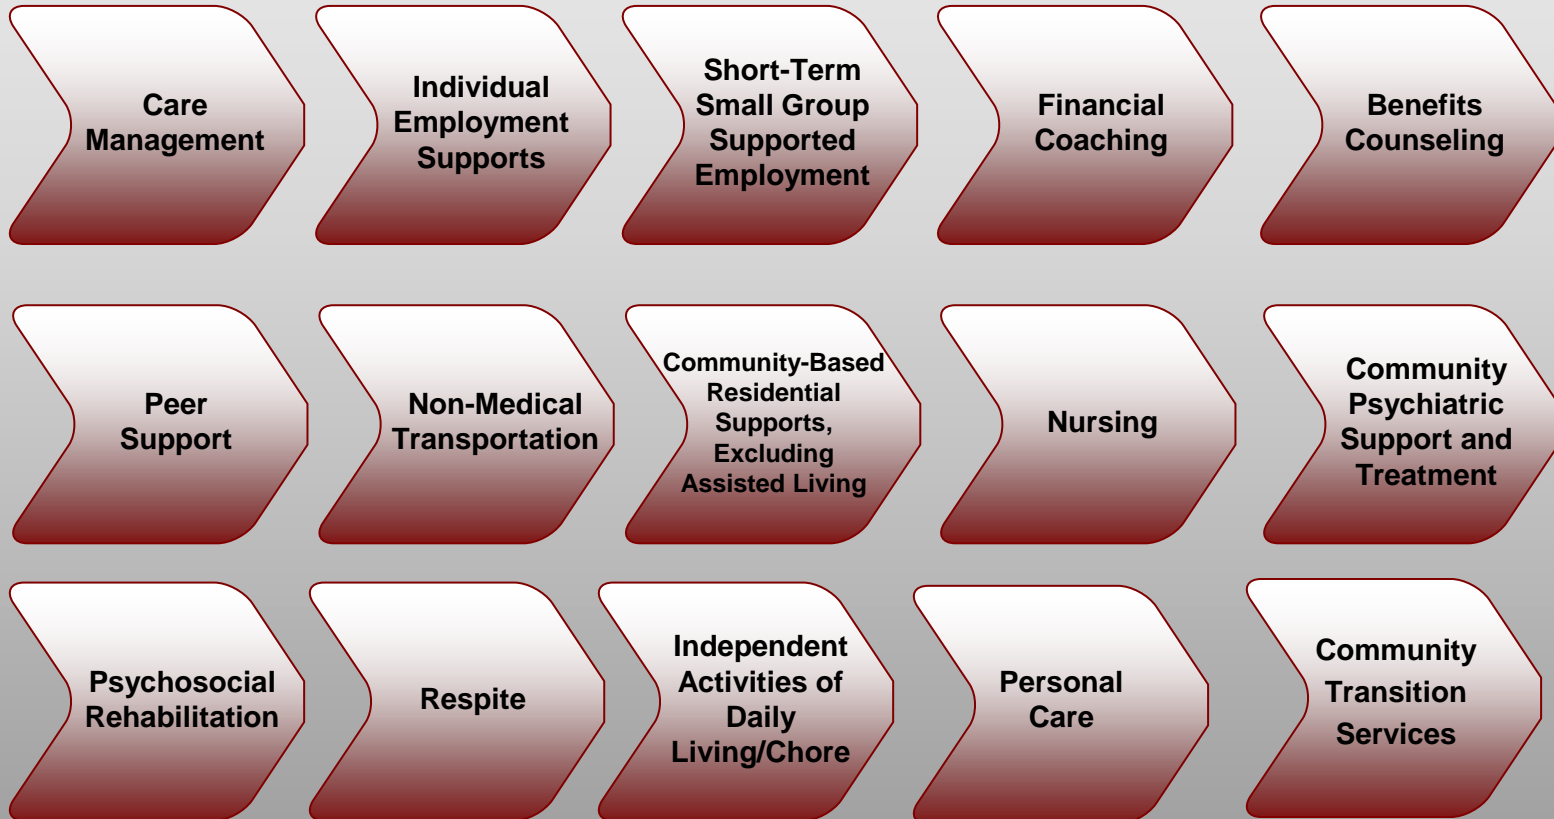 Care
Management
Individual
Employment
Supports
Short-Term
Small Group
Supported
Employment
Financial
Coaching
Benefits
Counseling
Peer
Support
Non-Medical
Transportation
Community-Based
Residential
Supports,
Excluding
Assisted Living
Nursing
Community
Psychiatric
Support and
Treatment
Psychosocial
Rehabilitation
Respite
Independent
Activities of
Daily
Living/Chore
Personal
Care
Community
Transition
Services